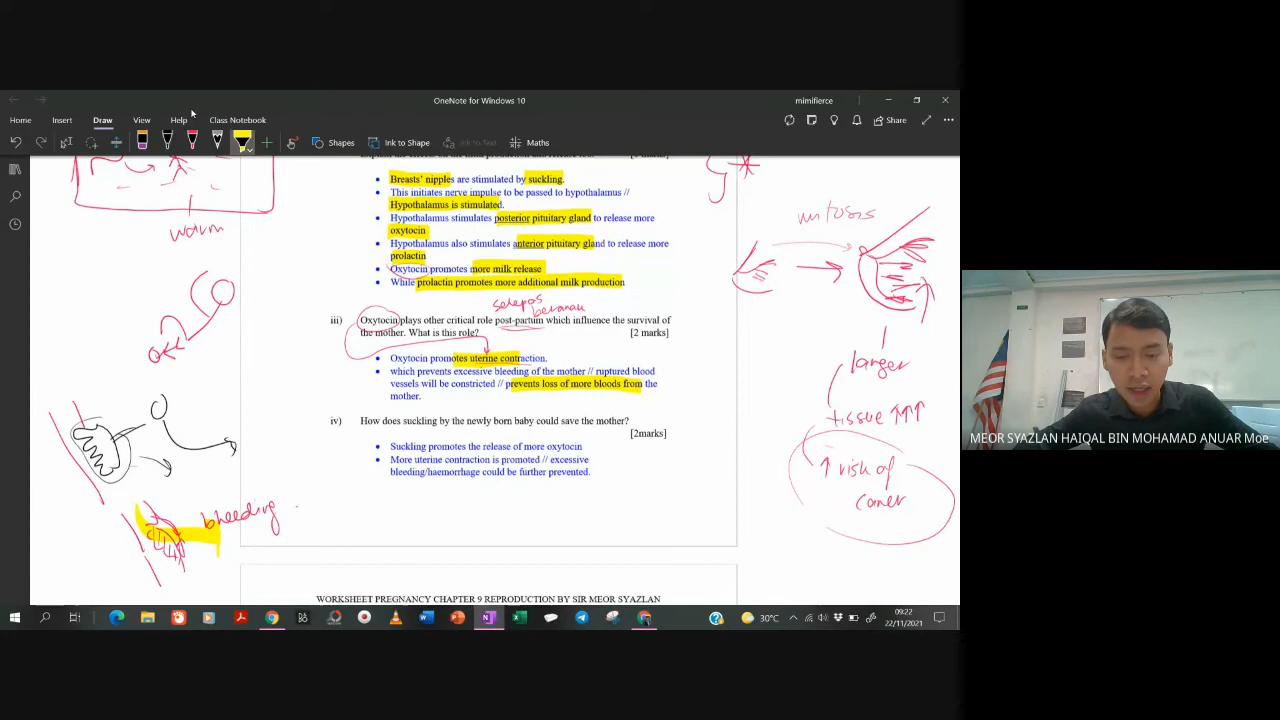 OneNote for Windows 10
mimifierce
Home Insert Draw View Help Class Notebook
Share
Shapes Ink to Shape Ink to Text Maths
• Breasts' nipples are stimulated by suckling.
• This initiates nerve impulse to be passed to hypothalamus //
Hypothalamus is stimulated.
• Hypothalamus stimulates posterior pituitary gland to release more
oxytocin
• Hypothalamus also stimulates anterior pituitary gland to release more
prolactin
• Oxytocin promotes more milk release
• While prolactin promotes more additional milk production
selepas
beranak
iii) Oxytocin plays other critical role post-partum which influence the survival of
the mother. What is this role? [2 marks]
• Oxytocin promotes uterine contraction.
• which prevents excessive bleeding of the mother // ruptured blood
vessels will be constricted // prevents loss of more bloods from the
mother.
iv) How does suckling by the newly born baby could save the mother?
[2marks]
• Suckling promotes the release of more oxytocin
• More uterine contraction is promoted // excessive
bleeding/haemorrhage could be further prevented.
WORKSHEET PREGNANCY CHAPTER 9 REPRODUCTION BY SIR MEOR SYAZLAN
warm
bleeding
mitosis
larger
tissue ↑↑↑
↑ risk of
cancer
MEOR SYAZLAN HAIQAL BIN MOHAMAD ANUAR Moe
30°C
09:22
22/11/2021